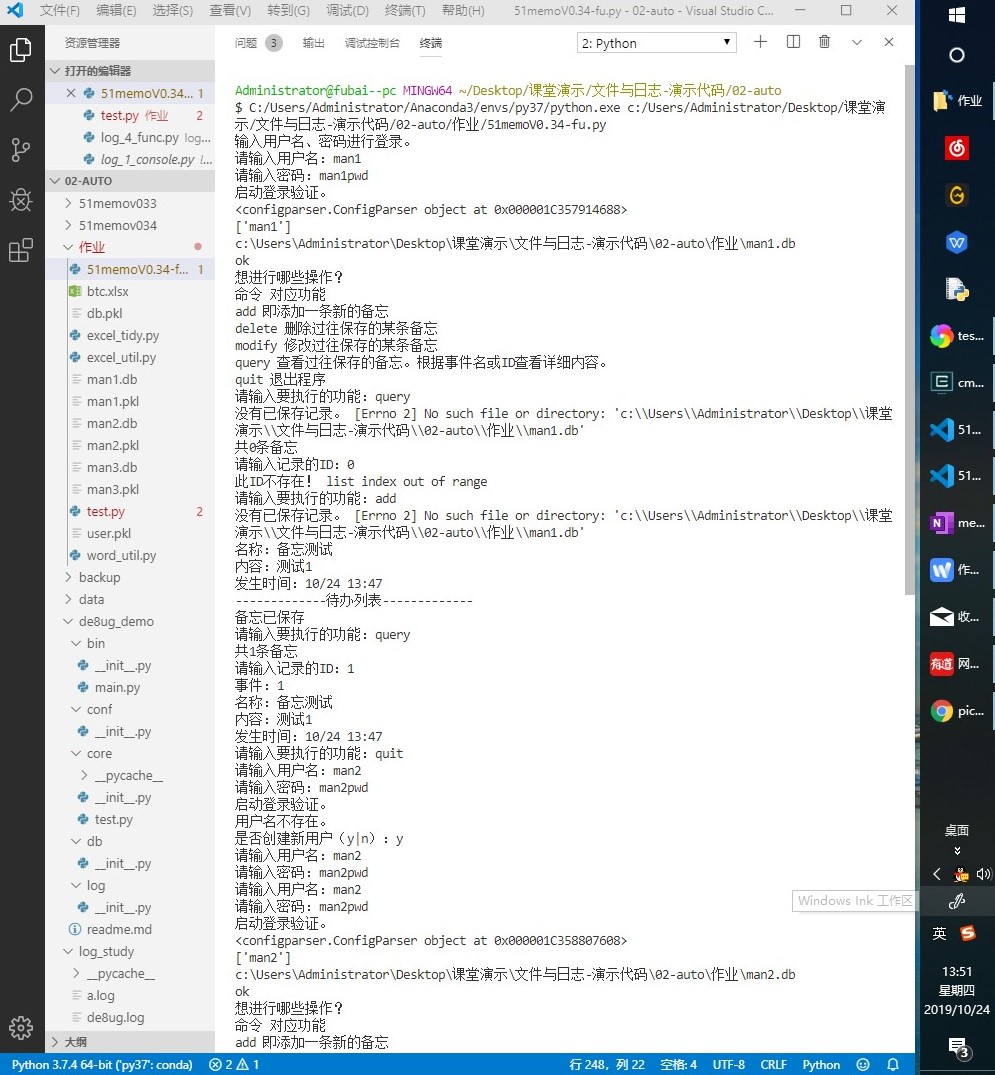 文件(F) 编辑(E) 选择(S) 查看(V) 转到(G) 调试(D) 终端(T) 帮助(H) 51memoV0.34-fu.py - 02-auto - Visual Studio C...
资源管理器
打开的编辑器
51memoV0.34... 1
test.py 作业 2
log_4_func.py log...
log_1_console.py l...
02-AUTO
51memov033
51memov034
作业
51memoV0.34-f... 1
btc.xlsx
db.pkl
excel_tidy.py
excel_util.py
man1.db
man1.pkl
man2.db
man2.pkl
man3.db
man3.pkl
test.py 2
user.pkl
word_util.py
backup
data
de8ug_demo
bin
__init__.py
main.py
conf
__init__.py
core
__pycache__
__init__.py
test.py
db
__init__.py
log
__init__.py
readme.md
log_study
__pycache__
a.log
de8ug.log
大纲
问题 3 输出 调试控制台 终端 2: Python
Administrator@fubai--pc MINGW64 ~/Desktop/课堂演示/文件与日志-演示代码/02-auto
$ C:/Users/Administrator/Anaconda3/envs/py37/python.exe c:/Users/Administrator/Desktop/课堂演
示/文件与日志-演示代码/02-auto/作业/51memoV0.34-fu.py
输入用户名、密码进行登录。
请输入用户名: man1
请输入密码: man1pwd
启动登录验证。
<configparser.ConfigParser object at 0x000001C357914688>
['man1']
c:\Users\Administrator\Desktop\课堂演示\文件与日志-演示代码\02-auto\作业\man1.db
ok
想进行哪些操作？
命令 对应功能
add 即添加一条新的备忘
delete 删除过往保存的某条备忘
modify 修改过往保存的某条备忘
query 查看过往保存的备忘。根据事件名或ID查看详细内容。
quit 退出程序
请输入要执行的功能: query
没有已保存记录。 [Errno 2] No such file or directory: 'c:\\Users\\Administrator\\Desktop\\课堂
演示\\文件与日志-演示代码\\02-auto\\作业\\man1.db'
共0条备忘
请输入记录的ID: 0
此ID不存在！ list index out of range
请输入要执行的功能: add
没有已保存记录。 [Errno 2] No such file or directory: 'c:\\Users\\Administrator\\Desktop\\课堂
演示\\文件与日志-演示代码\\02-auto\\作业\\man1.db'
名称: 备忘测试
内容: 测试1
发生时间: 10/24 13:47
-------------待办列表-------------
备忘已保存
请输入要执行的功能: query
共1条备忘
请输入记录的ID: 1
事件: 1
名称: 备忘测试
内容: 测试1
发生时间: 10/24 13:47
请输入要执行的功能: quit
请输入用户名: man2
请输入密码: man2pwd
启动登录验证。
用户名不存在。
是否创建新用户（y|n）: y
请输入用户名: man2
请输入密码: man2pwd
请输入用户名: man2
请输入密码: man2pwd
启动登录验证。
<configparser.ConfigParser object at 0x000001C358807608>
['man2']
c:\Users\Administrator\Desktop\课堂演示\文件与日志-演示代码\02-auto\作业\man2.db
ok
想进行哪些操作？
命令 对应功能
add 即添加一条新的备忘
Windows Ink 工作区
Python 3.7.4 64-bit ('py37': conda) 2 1 行 248，列 22 空格: 4 UTF-8 CRLF Python
作业
tes...
cm...
51...
51...
me...
作...
收...
有道 网...
pic...
桌面
英
13:51
星期四
2019/10/24
3